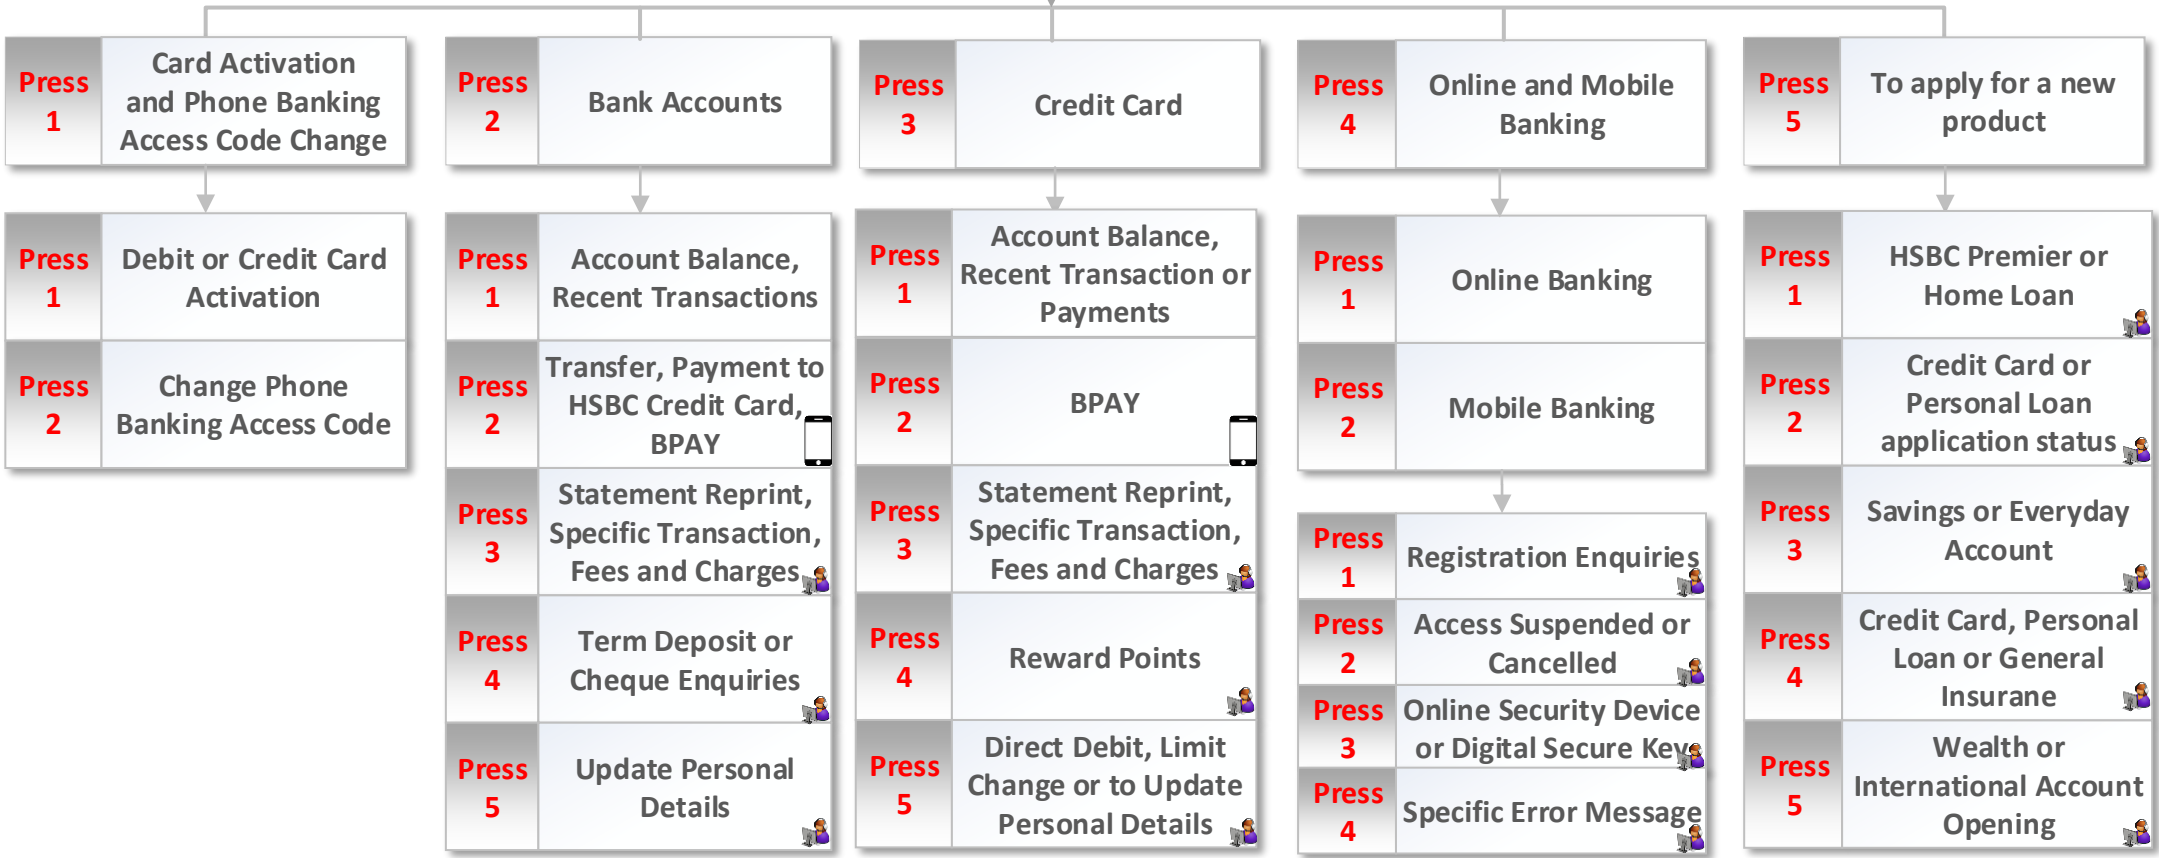 Press
1
Card Activation
and Phone Banking
Access Code Change
Press
1
Debit or Credit Card
Activation
Press
2
Change Phone
Banking Access Code
Press
2
Bank Accounts
Press
1
Account Balance,
Recent Transactions
Press
2
Transfer, Payment to
HSBC Credit Card,
BPAY
Press
3
Statement Reprint,
Specific Transaction,
Fees and Charges
Press
4
Term Deposit or
Cheque Enquiries
Press
5
Update Personal
Details
Press
3
Credit Card
Press
1
Account Balance,
Recent Transaction or
Payments
Press
2
BPAY
Press
3
Statement Reprint,
Specific Transaction,
Fees and Charges
Press
4
Reward Points
Press
5
Direct Debit, Limit
Change or to Update
Personal Details
Press
4
Online and Mobile
Banking
Press
1
Online Banking
Press
2
Mobile Banking
Press
1
Registration Enquiries
Press
2
Access Suspended or
Cancelled
Press
3
Online Security Device
or Digital Secure Key
Press
4
Specific Error Message
Press
5
To apply for a new
product
Press
1
HSBC Premier or
Home Loan
Press
2
Credit Card or
Personal Loan
application status
Press
3
Savings or Everyday
Account
Press
4
Credit Card, Personal
Loan or General
Insurane
Press
5
Wealth or
International Account
Opening